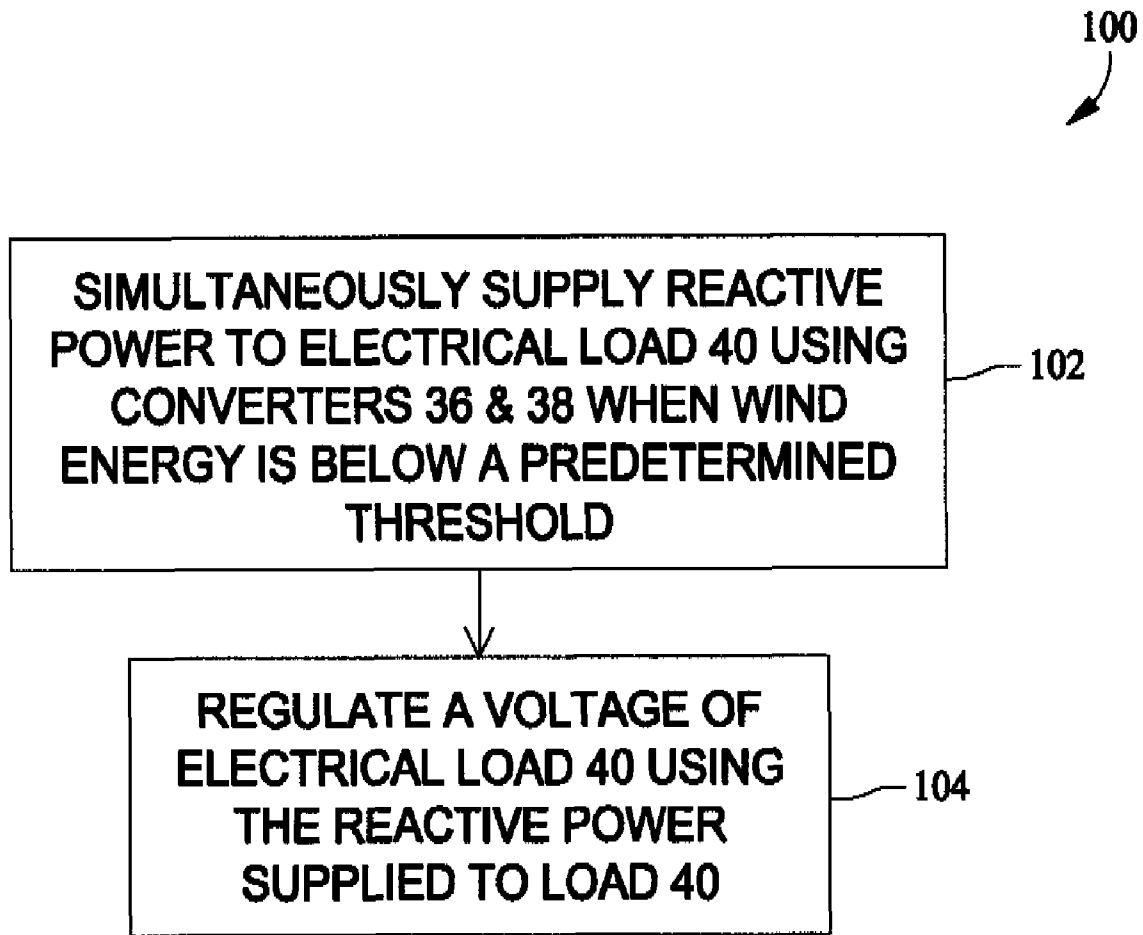 100
SIMULTANEOUSLY SUPPLY REACTIVE
POWER TO ELECTRICAL LOAD 40 USING
CONVERTERS 36 & 38 WHEN WIND
ENERGY IS BELOW A PREDETERMINED
THRESHOLD
102
REGULATE A VOLTAGE OF
ELECTRICAL LOAD 40 USING
THE REACTIVE POWER
SUPPLIED TO LOAD 40
104